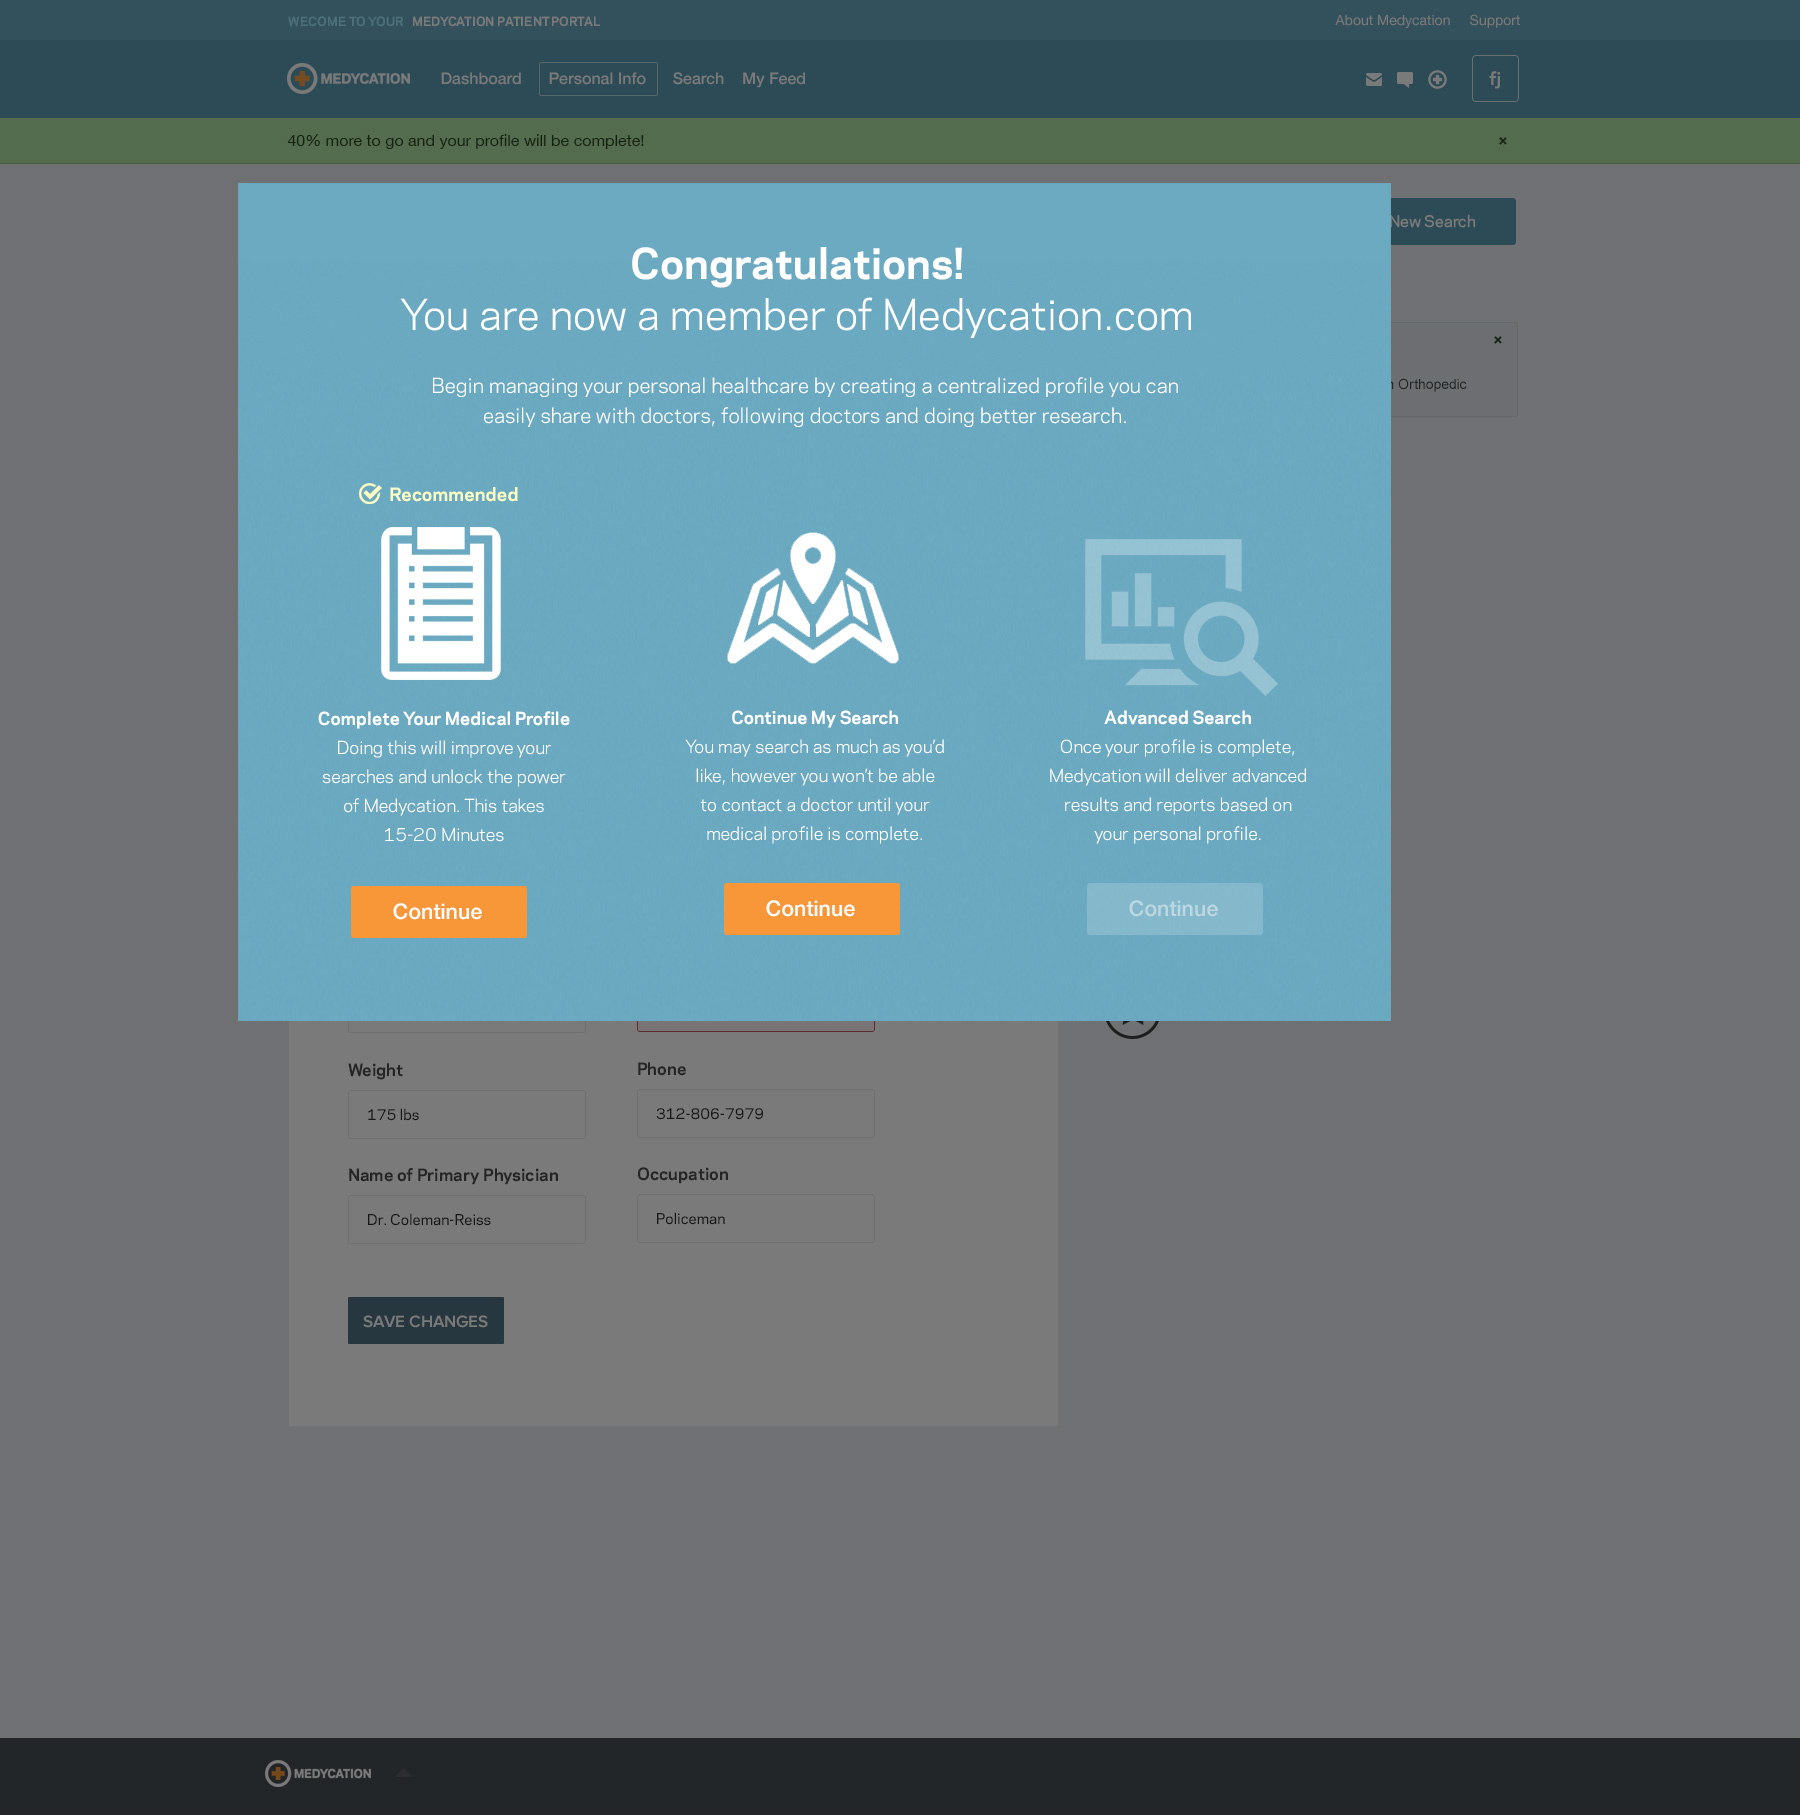 WECOME TO YOUR MEDYCATION PATIENT PORTAL
About Medycation Support
MEDYCATION Dashboard Personal Info Search My Feed
fj
40% more to go and your profile will be complete!
New Search
Congratulations!
You are now a member of Medycation.com
Orthopedic
Begin managing your personal healthcare by creating a centralized profile you can
easily share with doctors, following doctors and doing better research.
Recommended
Complete Your Medical Profile
Doing this will improve your
searches and unlock the power
of Medycation. This takes
15-20 Minutes
Continue
Continue My Search
You may search as much as you'd
like, however you won't be able
to contact a doctor until your
medical profile is complete.
Continue
Advanced Search
Once your profile is complete,
Medycation will deliver advanced
results and reports based on
your personal profile.
Continue
Weight
175 lbs
Phone
312-806-7979
Name of Primary Physician
Dr. Coleman-Reiss
Occupation
Policeman
SAVE CHANGES
MEDYCATION